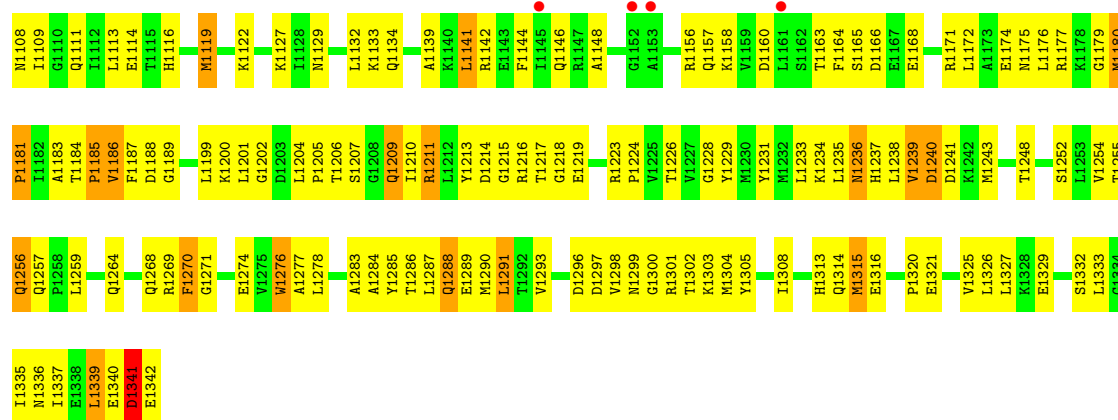 N1108 I1109 G1110 Q1111 I1112 L1113 E1114 T1115 H1116 M1119 K1122 K1127 I1128 N1129 L1132 K1133 Q1134 A1139 K1140 L1141 R1142 E1143 F1144 I1145 Q1146 R1147 A1148 G1152 A1153 R1156 Q1157 K1158 V1159 D1160 L1161 S1162 T1163 F1164 S1165 D1166 E1167 E1168 R1171 L1172 A1173 E1174 N1175 L1176 R1177 K1178 G1179 M1180
P1181 I1182 A1183 T1184 P1185 V1186 F1187 D1188 G1189 L1199 K1200 L1201 G1202 D1203 L1204 P1205 T1206 S1207 G1208 Q1209 I1210 R1211 L1212 Y1213 D1214 G1215 R1216 T1217 G1218 E1219 R1223 P1224 V1225 T1226 V1227 G1228 Y1229 M1230 Y1231 M1232 L1233 K1234 L1235 N1236 H1237 L1238 V1239 D1240 D1241 K1242 M1243 T1248 S1252 L1253 V1254 T1255
Q1256 Q1257 P1258 L1259 Q1264 Q1268 R1269 F1270 G1271 E1274 V1275 W1276 A1277 L1278 A1283 A1284 Y1285 T1286 L1287 Q1288 E1289 M1290 L1291 T1292 V1293 D1296 D1297 V1298 N1299 G1300 R1301 T1302 K1303 M1304 Y1305 I1308 H1313 Q1314 M1315 E1316 P1320 E1321 V1325 L1326 L1327 K1328 E1329 S1332 L1333 G1334
I1335 N1336 I1337 E1338 L1339 E1340 D1341 E1342